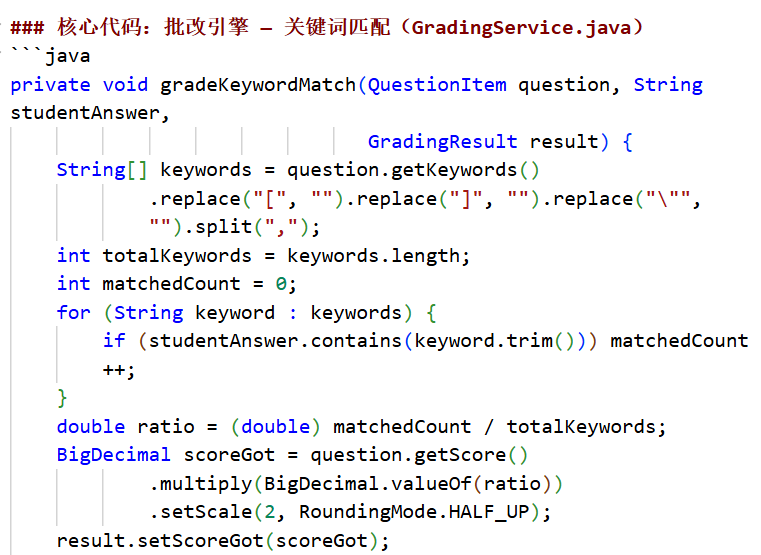 ### 核心代码：批改引擎 — 关键词匹配（GradingService.java）
```java
private void gradeKeywordMatch(QuestionItem question, String
studentAnswer,
GradingResult result) {
String[] keywords = question.getKeywords()
.replace("[", "").replace("]", "").replace("\"",
"").split(",");
int totalKeywords = keywords.length;
int matchedCount = 0;
for (String keyword : keywords) {
if (studentAnswer.contains(keyword.trim())) matchedCount
++;
}
double ratio = (double) matchedCount / totalKeywords;
BigDecimal scoreGot = question.getScore()
.multiply(BigDecimal.valueOf(ratio))
.setScale(2, RoundingMode.HALF_UP);
result.setScoreGot(scoreGot);